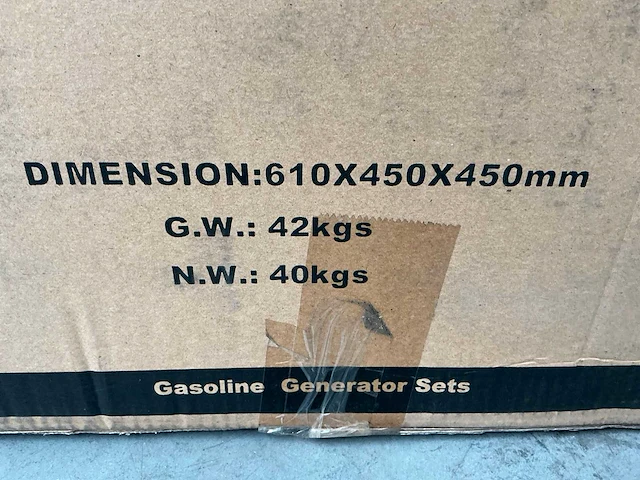 DIMENSION:610X450X450mm
G.W.: 42kgs
N.W.: 40kgs
Gasoline Generator Sets